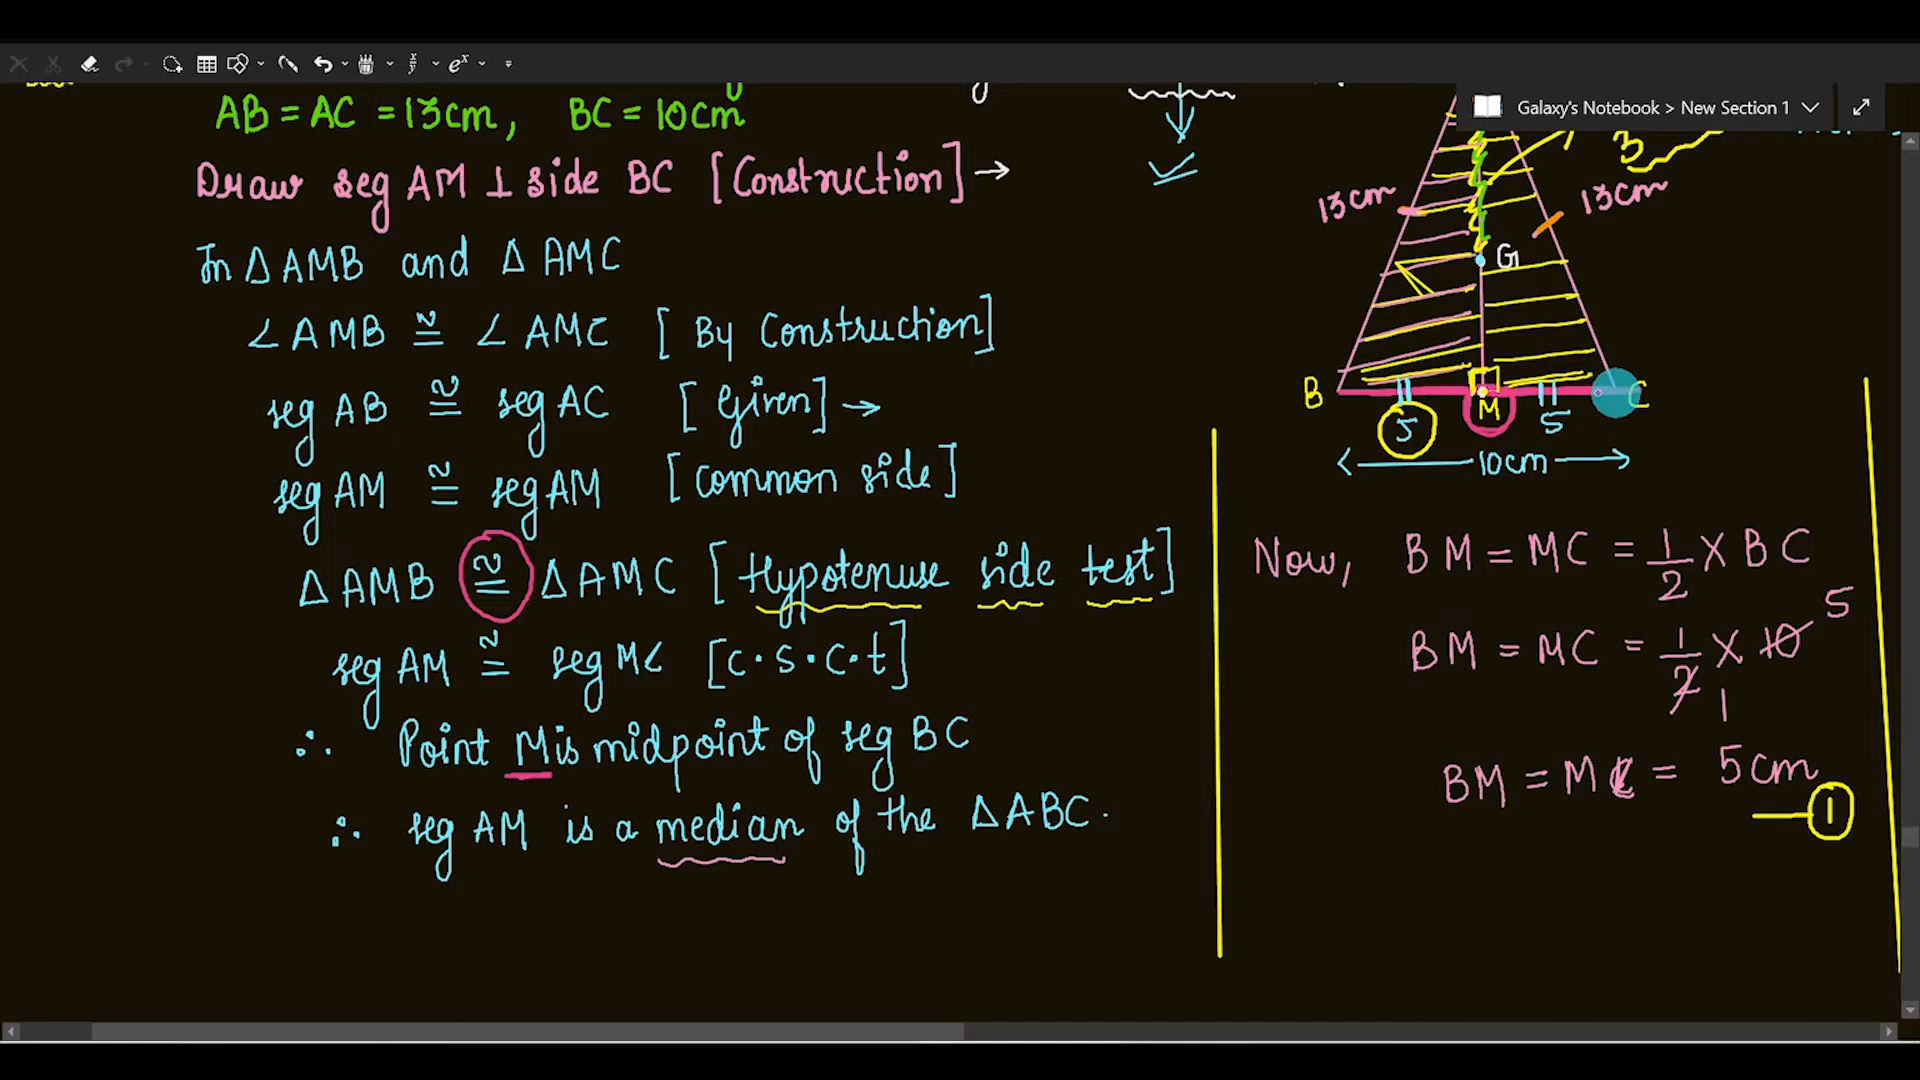 AB = AC = 13cm, BC = 10cm
Draw seg AM ⊥ side BC [Construction] →
In Δ AMB and Δ AMC
∠AMB ≅ ∠AMC [By Construction]
seg AB ≅ seg AC [Given] →
seg AM ≅ seg AM [Common side]
Δ AMB ≅ Δ AMC [Hypotenuse side test]
seg AM ≅ seg MC [c.s.c.t]
∴ Point M is midpoint of seg BC
∴ seg AM is a median of the ΔABC.
Galaxy's Notebook > New Section 1
13cm 13cm
G
B M C
5 5
10cm
Now, BM = MC = 1/2 X BC
BM = MC = 1/2 X 10 5
1
BM = MC = 5cm
1